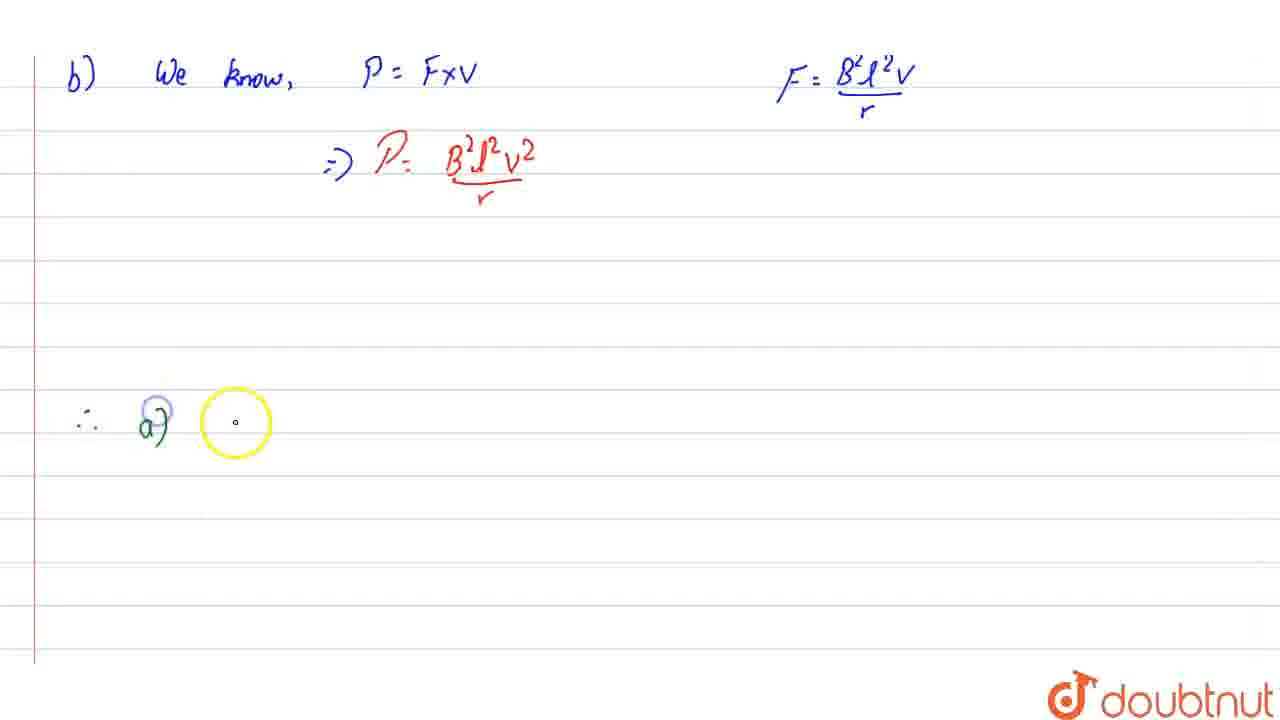 b) We know, P = F×V F = B²l²V/r
⇒ P = B²l²V²/r
∴ a)
doubtnut